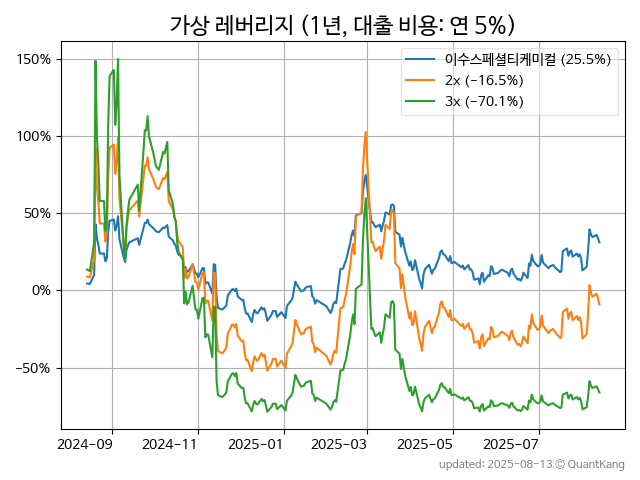 가상 레버리지 (1년, 대출 비용: 연 5%)
150%
100%
50%
0%
−50%
이수스페셜티케미컬 (25.5%)
2x (−16.5%)
3x (−70.1%)
2024-09
2024-11
2025-01
2025-03
2025-05
2025-07
updated: 2025-08-13 © QuantKang